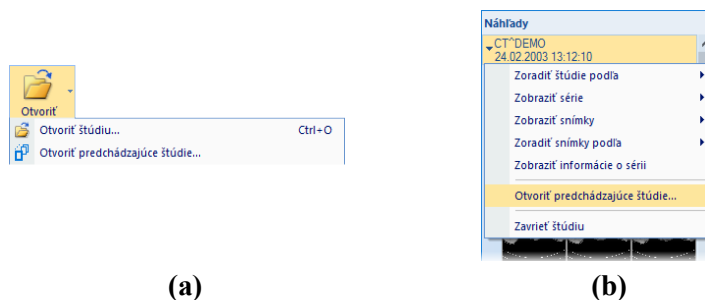 Otvoriť
Otvoriť štúdiu... Ctrl+O
Otvoriť predchádzajúce štúdie...
(a)
Náhľady
CT^DEMO
24.02.2003 13:12:10
Zoradiť štúdie podľa
Zobraziť série
Zobraziť snímky
Zoradiť snímky podľa
Zobraziť informácie o sérii
Otvoriť predchádzajúce štúdie...
Zavrieť štúdiu
(b)